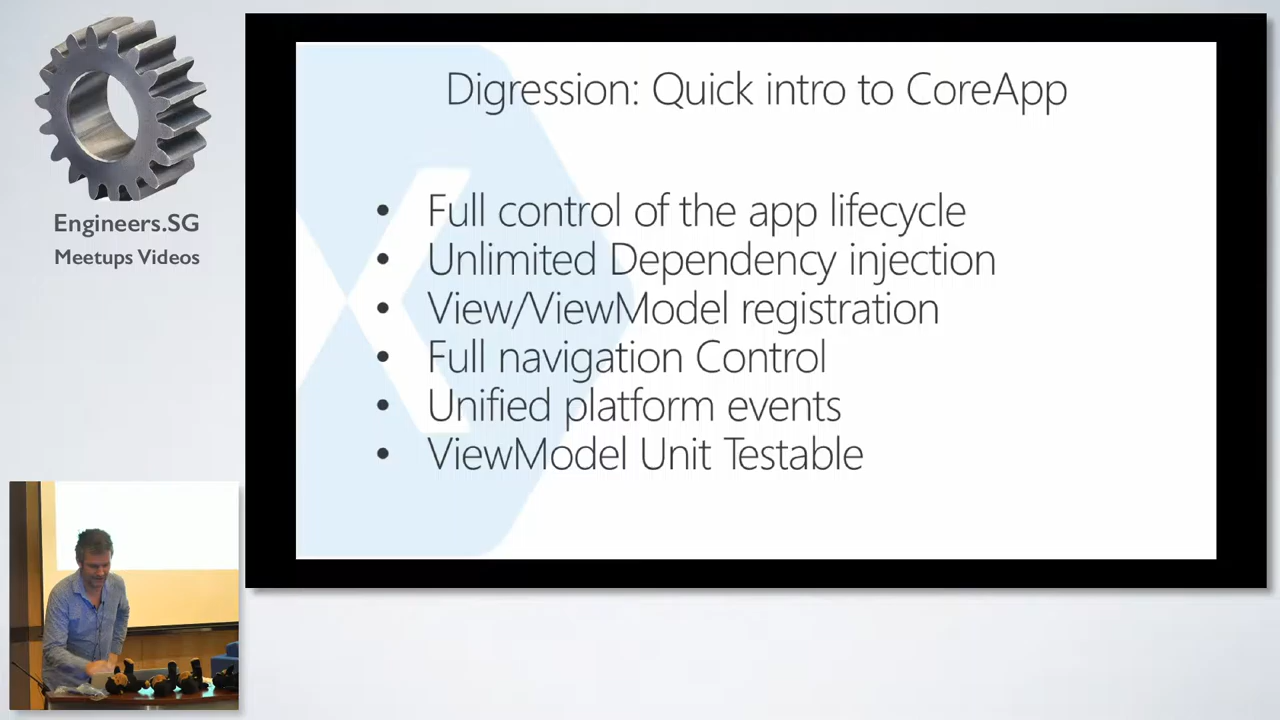 Engineers.SG
Meetups Videos
Digression: Quick intro to CoreApp
• Full control of the app lifecycle
• Unlimited Dependency injection
• View/ViewModel registration
• Full navigation Control
• Unified platform events
• ViewModel Unit Testable